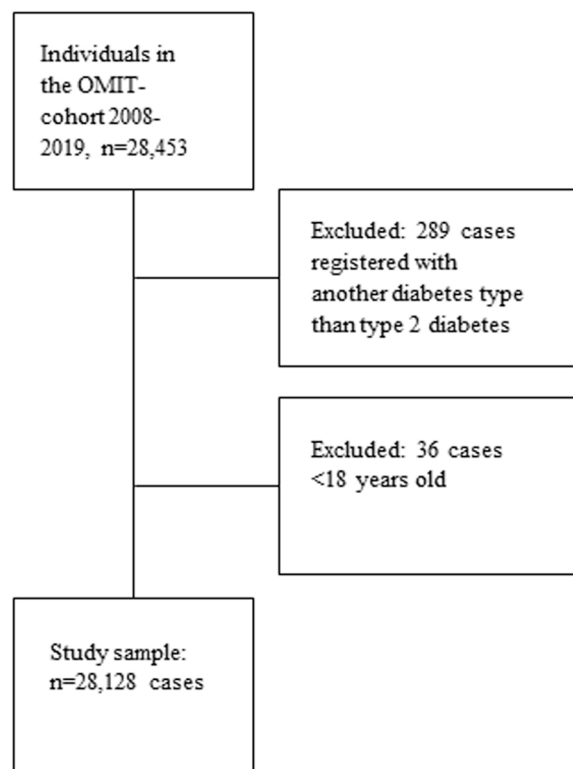 Individuals in
the OMIT-
cohort 2008-
2019, n=28,453
Excluded: 289 cases
registered with
another diabetes type
than type 2 diabetes
Excluded: 36 cases
<18 years old
Study sample:
n=28,128 cases